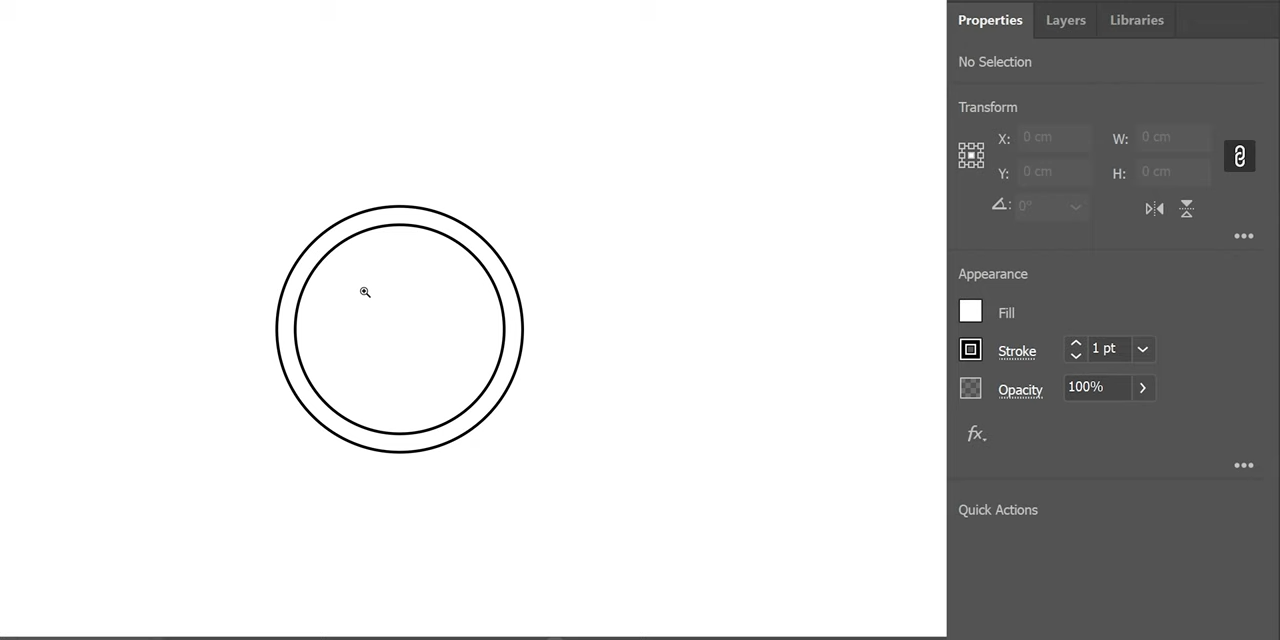 Properties Layers Libraries
No Selection
Transform
X: 0 cm W: 0 cm
Y: 0 cm H: 0 cm
0°
Appearance
Fill
Stroke 1 pt
Opacity 100%
fx.
Quick Actions